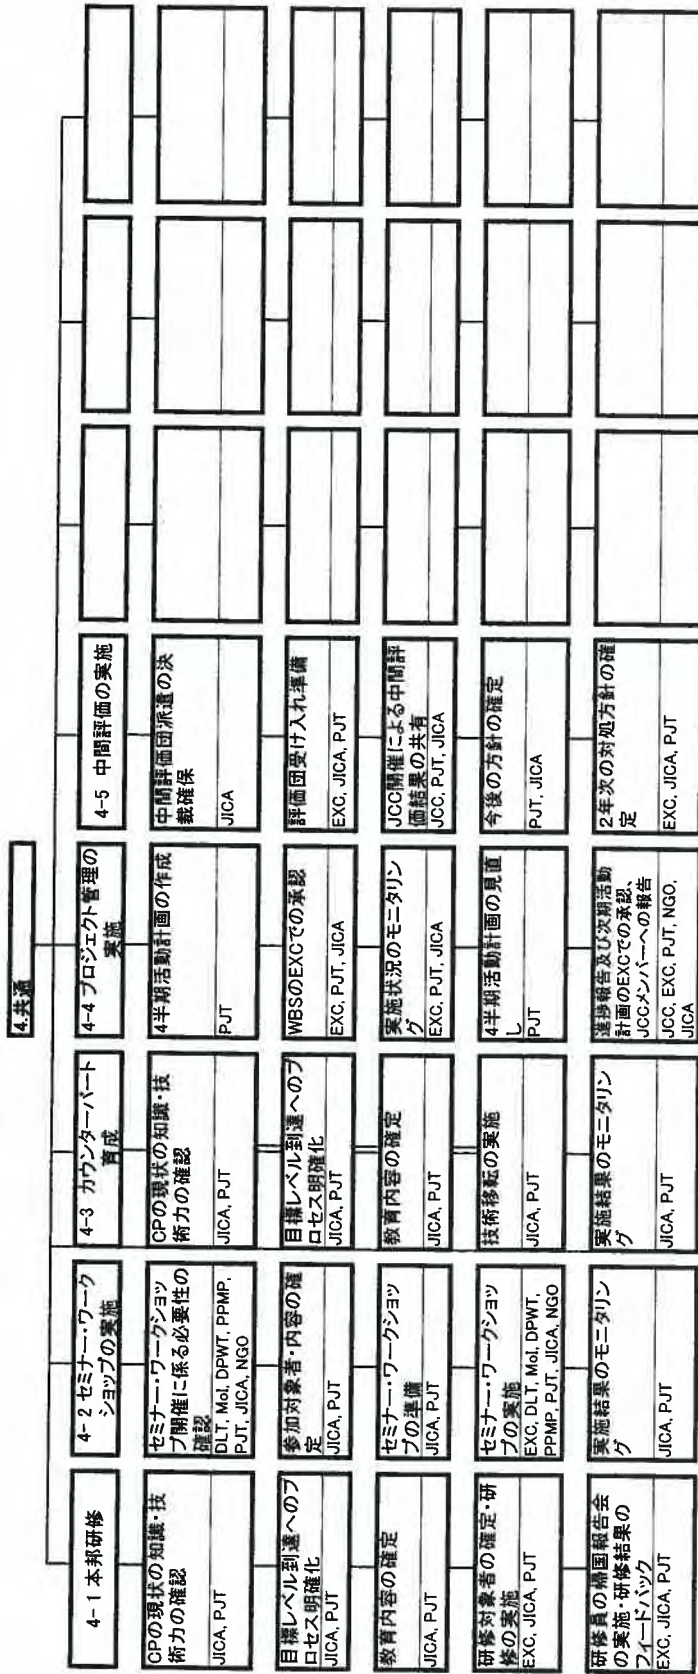 4.共通
4-1 本邦研修
CPの現状の知識・技
術力の確認
JICA, PJT
目標レベル到達へのプ
ロセス明確化
JICA, PJT
教育内容の確定
JICA, PJT
研修対象者の確定・研
修の実施
EXC, JICA, PJT
研修員の帰国報告会
の実施・研修結果の
フィードバック
EXC, JICA, PJT
4-2 セミナー・ワーク
ショップの実施
セミナー・ワークショッ
プ開催に係る必要性の
確認
DLT, MoI, DPWT, PPMP,
PJT, JICA, NGO
参加対象者・内容の確
定
JICA, PJT
セミナー・ワークショッ
プの準備
JICA, PJT
セミナー・ワークショッ
プの実施
EXC, DLT, MoI, DPWT,
PPMP, PJT, JICA, NGO
実施結果のモニタリン
グ
JICA, PJT
4-3 カウンターパート
育成
CPの現状の知識・技
術力の確認
JICA, PJT
目標レベル到達へのプ
ロセス明確化
JICA, PJT
教育内容の確定
JICA, PJT
技術移転の実施
JICA, PJT
実施結果のモニタリン
グ
JICA, PJT
4-4 プロジェクト管理の
実施
4半期活動計画の作成
PJT
WBSのEXCでの承認
EXC, PJT, JICA
実施状況のモニタリン
グ
EXC, PJT, JICA
4半期活動計画の見直
し
PJT
進捗報告及び次期活動
計画のEXCでの承認、
JCCメンバーへの報告
JCC, EXC, PJT, NGO,
JICA
4-5 中間評価の実施
中間評価団派遣の決
裁確保
JICA
評価団受け入れ準備
EXC, JICA, PJT
JCC開催による中間評
価結果の共有
JCC, PJT, JICA
今後の方針の確定
PJT, JICA
2年次の対処方針の確
定
EXC, JICA, PJT